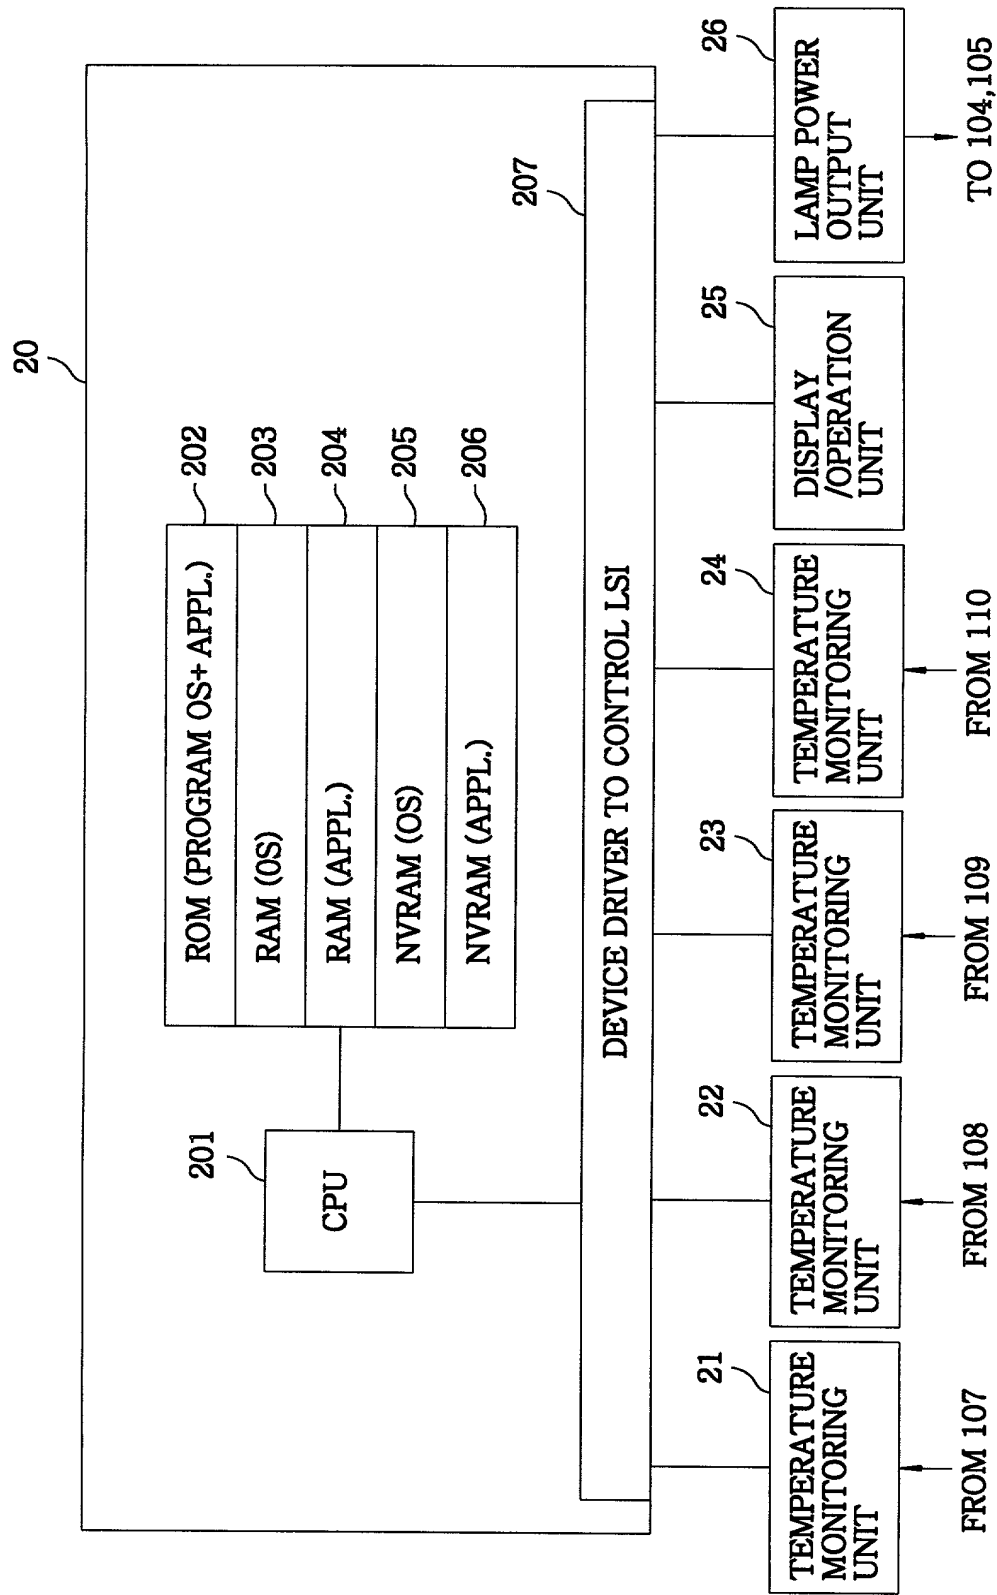 20
201
CPU
ROM (PROGRAM OS+ APPL.)
202
RAM (OS)
203
RAM (APPL.)
204
NVRAM (OS)
205
NVRAM (APPL.)
206
DEVICE DRIVER TO CONTROL LSI
207
21
TEMPERATURE
MONITORING
UNIT
FROM 107
22
TEMPERATURE
MONITORING
UNIT
FROM 108
23
TEMPERATURE
MONITORING
UNIT
FROM 109
24
TEMPERATURE
MONITORING
UNIT
FROM 110
25
DISPLAY
/OPERATION
UNIT
26
LAMP POWER
OUTPUT
UNIT
TO 104,105